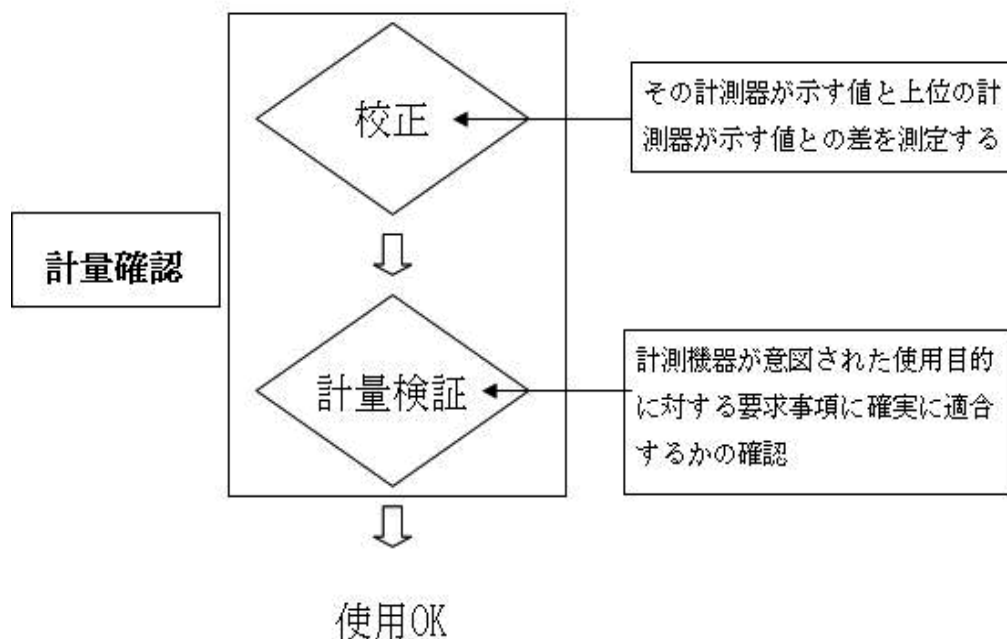 校正
その計測器が示す値と上位の計
測器が示す値との差を測定する
計量確認
計量検証
計測機器が意図された使用目的
に対する要求事項に確実に適合
するかの確認
使用OK